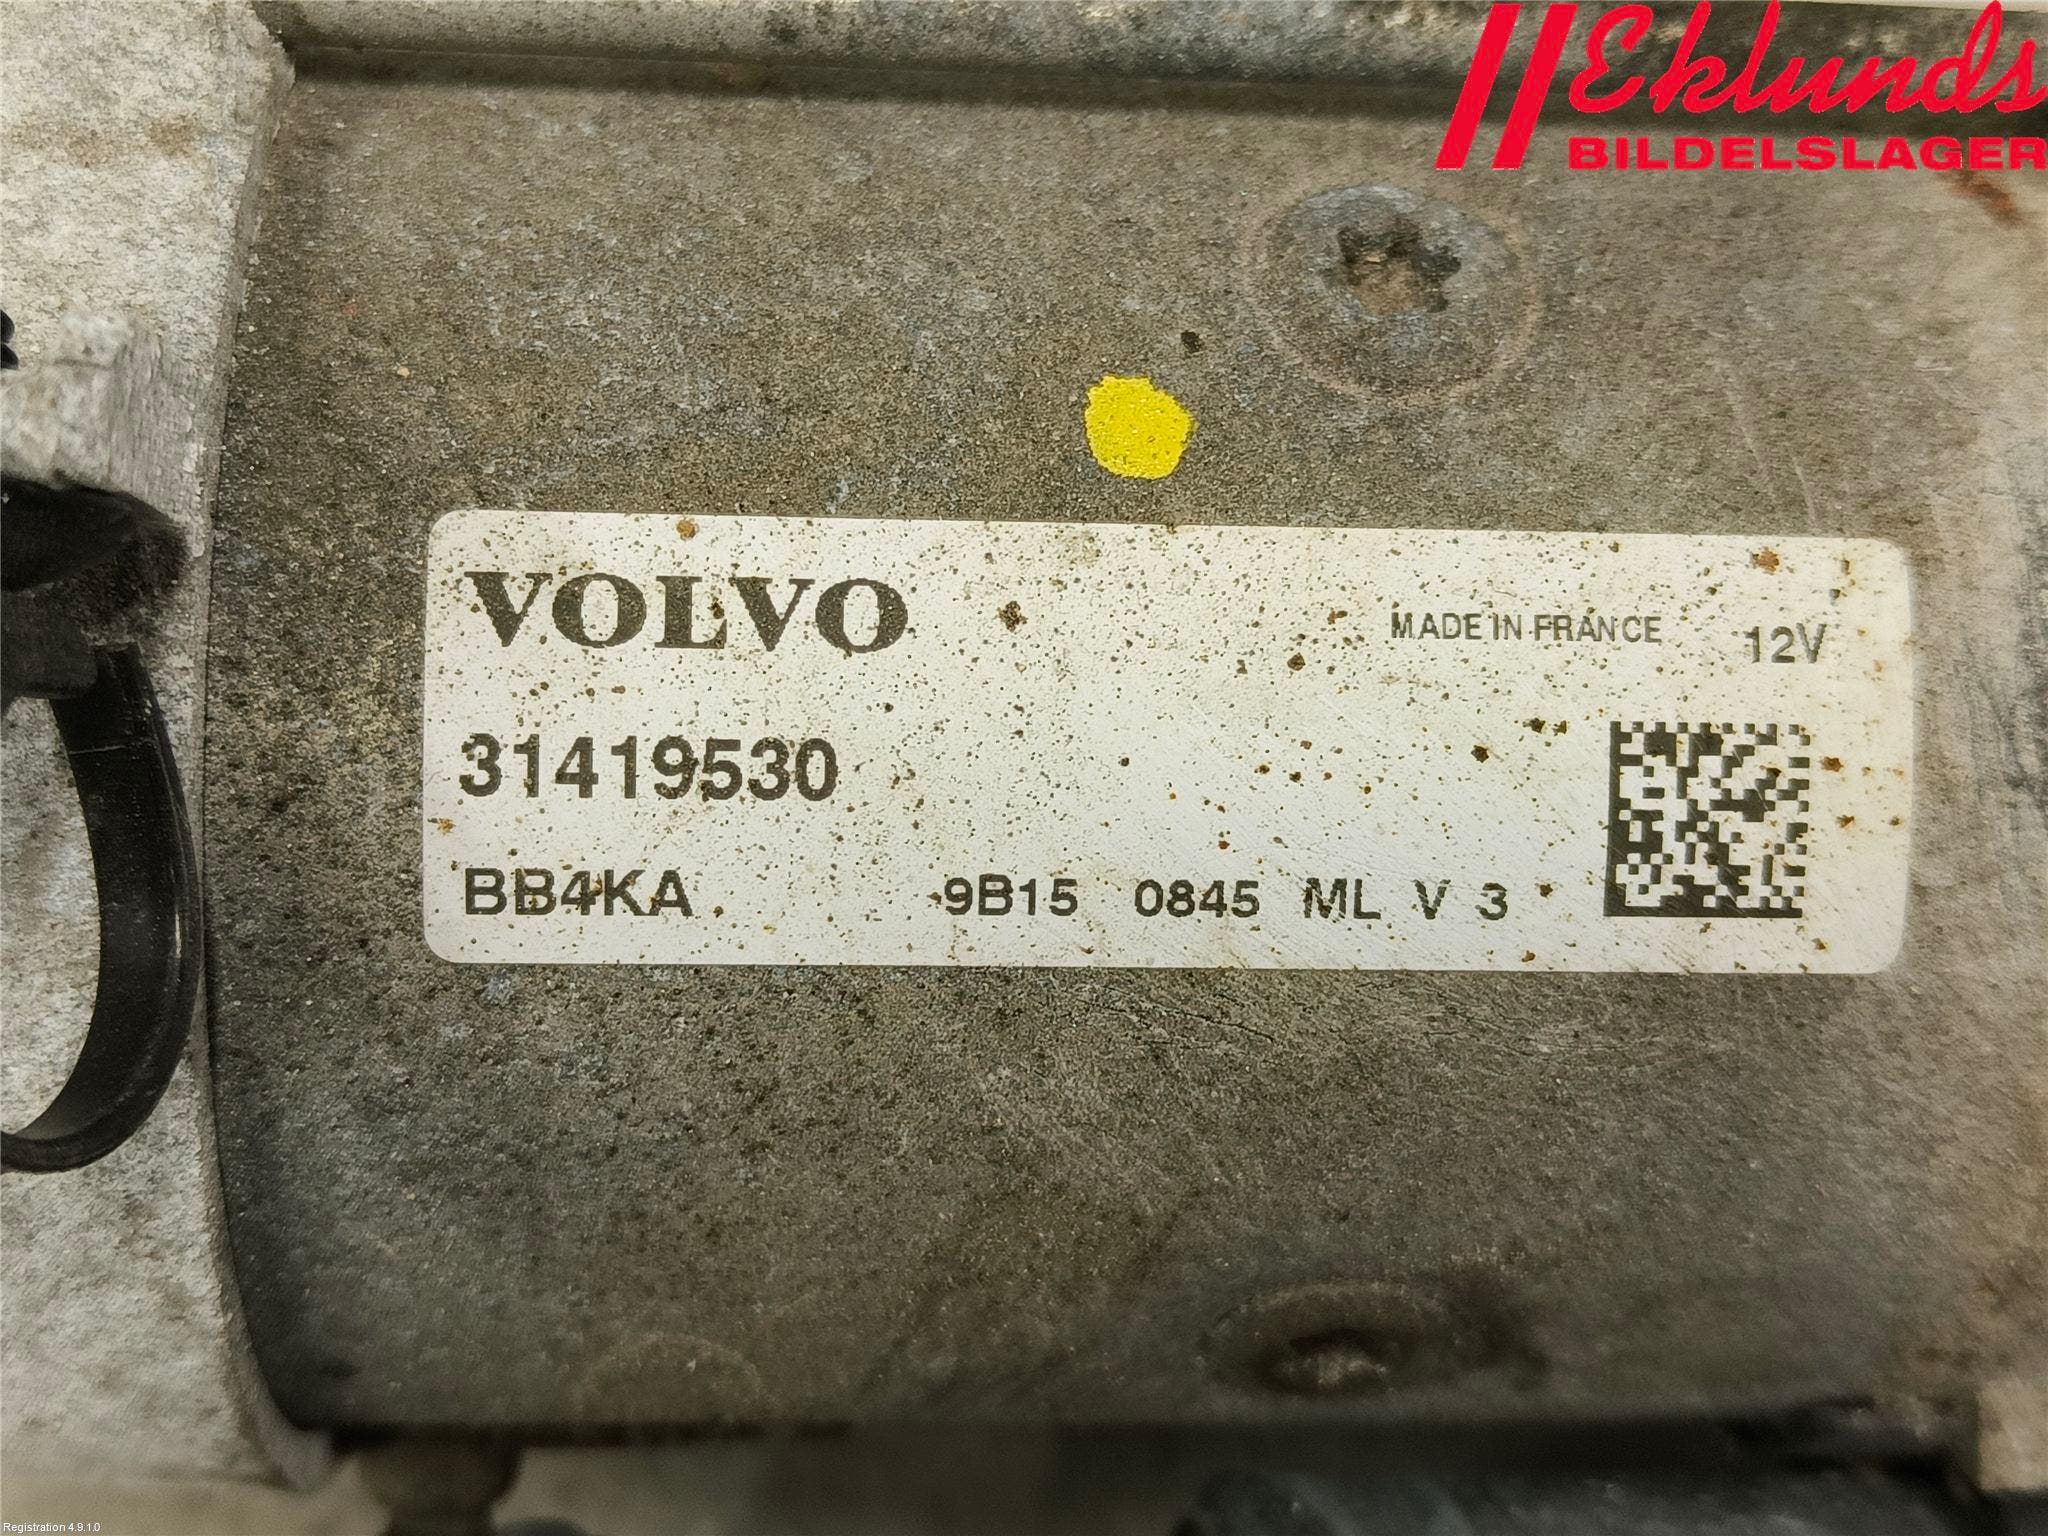 Eklunds
BILDELSLAGER
VOLVO
MADE IN FRANCE 12V
31419530
BB4KA 9B15 0845 ML V 3
Registration 4.9.1.0